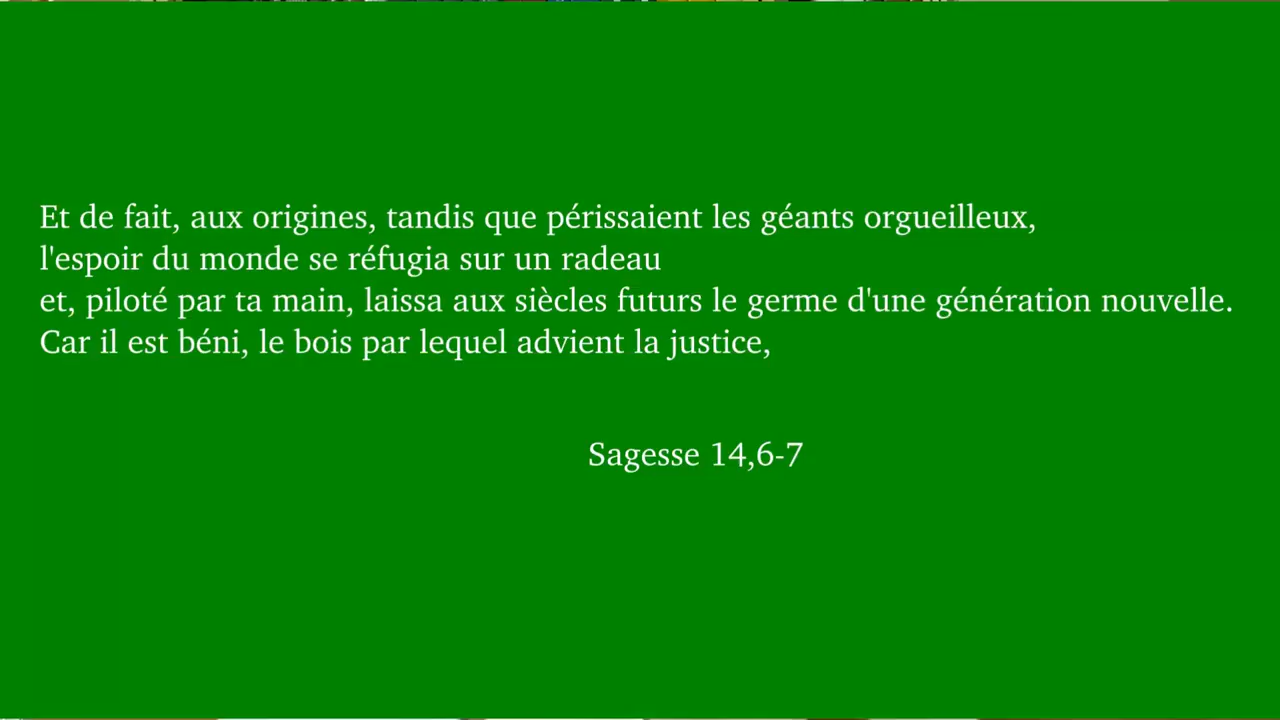 Et de fait, aux origines, tandis que périssaient les géants orgueilleux,
l'espoir du monde se réfugia sur un radeau
et, piloté par ta main, laissa aux siècles futurs le germe d'une génération nouvelle.
Car il est béni, le bois par lequel advient la justice,
Sagesse 14,6-7